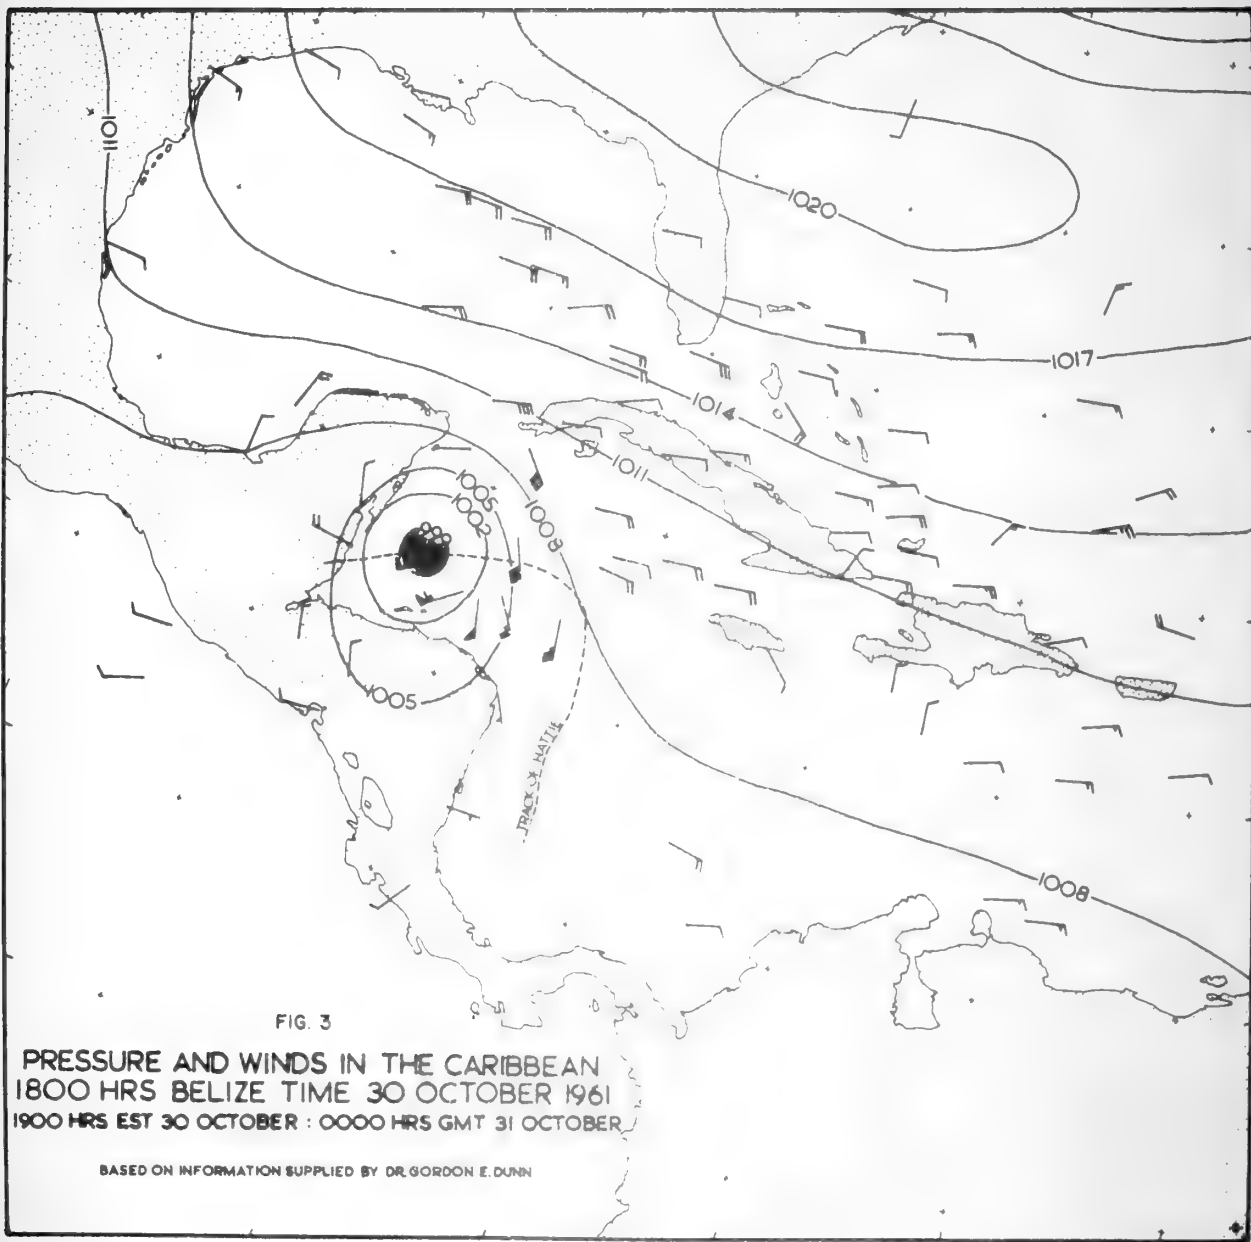 1011
1020
1017
1014
1011
1005
1002
1008
1005
TRACK OF HATTIE
1008
FIG. 3
PRESSURE AND WINDS IN THE CARIBBEAN
1800 HRS BELIZE TIME 30 OCTOBER 1961
1900 HRS EST 30 OCTOBER : 0000 HRS GMT 31 OCTOBER
BASED ON INFORMATION SUPPLIED BY DR. GORDON E. DUNN